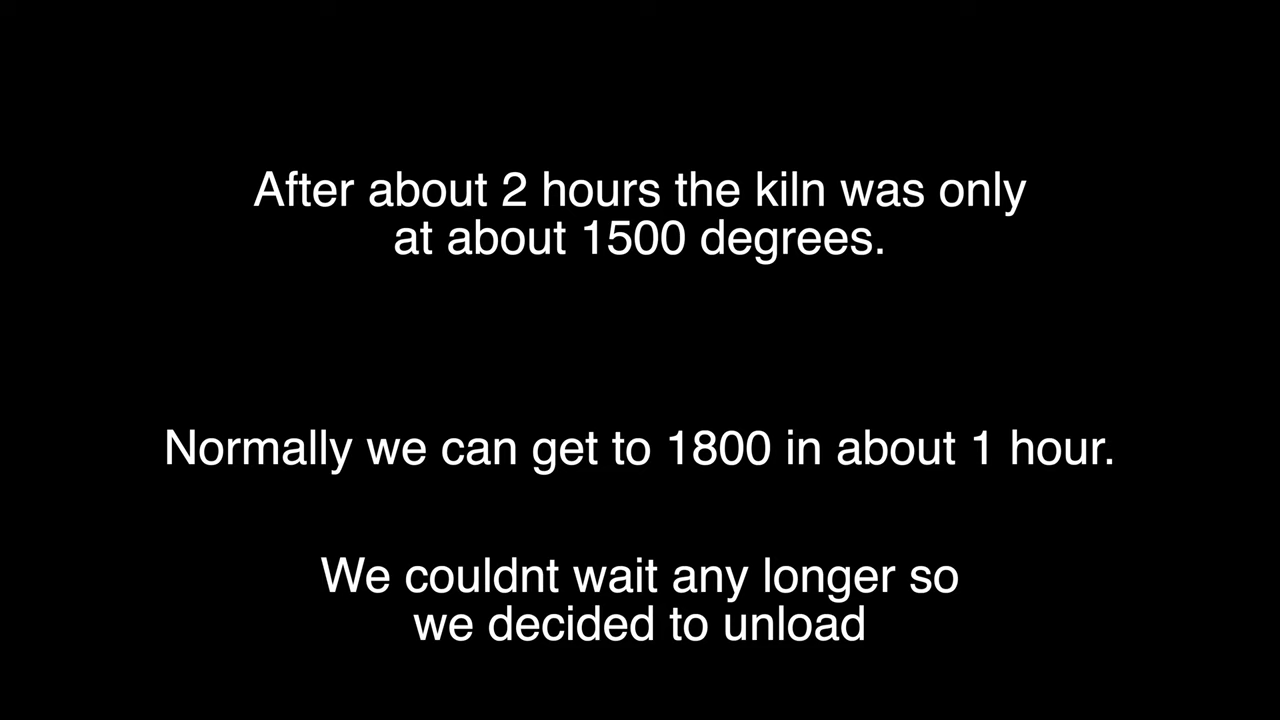 After about 2 hours the kiln was only
at about 1500 degrees.
Normally we can get to 1800 in about 1 hour.
We couldnt wait any longer so
we decided to unload